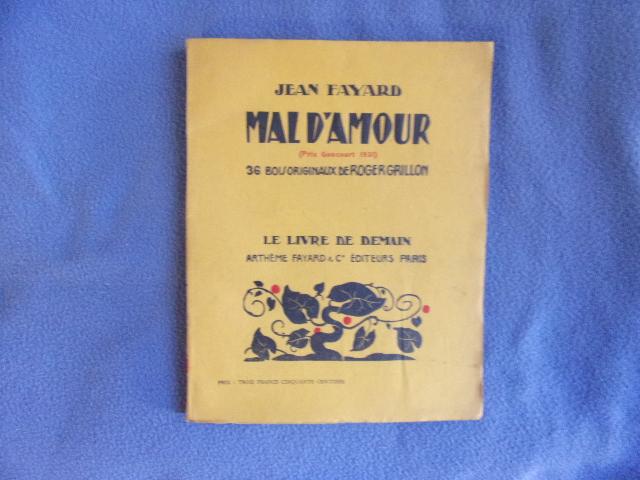 JEAN FAYARD
MAL D'AMOUR
(Prix Goncourt 1931)
36 BOIS ORIGINAUX DE ROGER GRILLON
LE LIVRE DE DEMAIN
ARTHÈME FAYARD & Cie ÉDITEURS PARIS
PRIX : TROIS FRANCS CINQUANTE CENTIMES